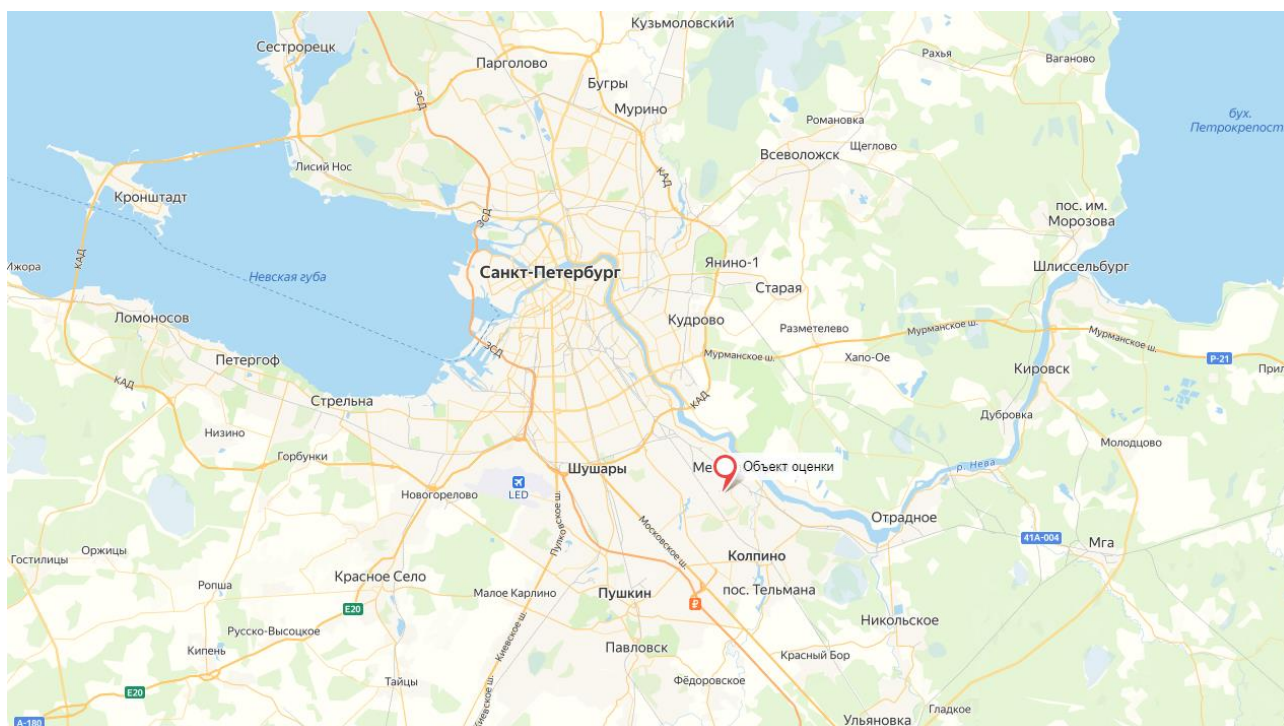 Кузьмоловский
Сестрорецк
Рахья
Ваганово
Парголово
Бугры
ЗСД
Мурино
Романовка
бух.
Петрокрепость
Щеглово
Всеволожск
Лисий Нос
КАД
Кронштадт
пос. им.
Морозова
ЗСД
КАД
Ижора
Невская губа
Санкт-Петербург
Янино-1
Шлиссельбург
Старая
Ломоносов
Кудрово
Разметелево
Мурманское ш.
Мурманское ш.
ЗСД
Петергоф
Мурманское ш.
Хапо-Ое
Р-21
Кировск
КАД
Стрельна
КАД
Дубровка
Низино
Горбунки
Молодцово
Шушары
Объект оценки
р. Нева
LED
Новогорелово
Пулковское ш.
Московское ш.
Отрадное
41А-004
Мга
Гостилицы
Оржицы
Колпино
Ропша
Красное Село
Малое Карлино
Пушкин
пос. Тельмана
E20
Никольское
Русско-Высоцкое
Киевское ш.
Кипень
Павловск
Красный Бор
Тайцы
Фёдоровское
E20
Киевское ш.
Гладкое
А-180
Ульяновка